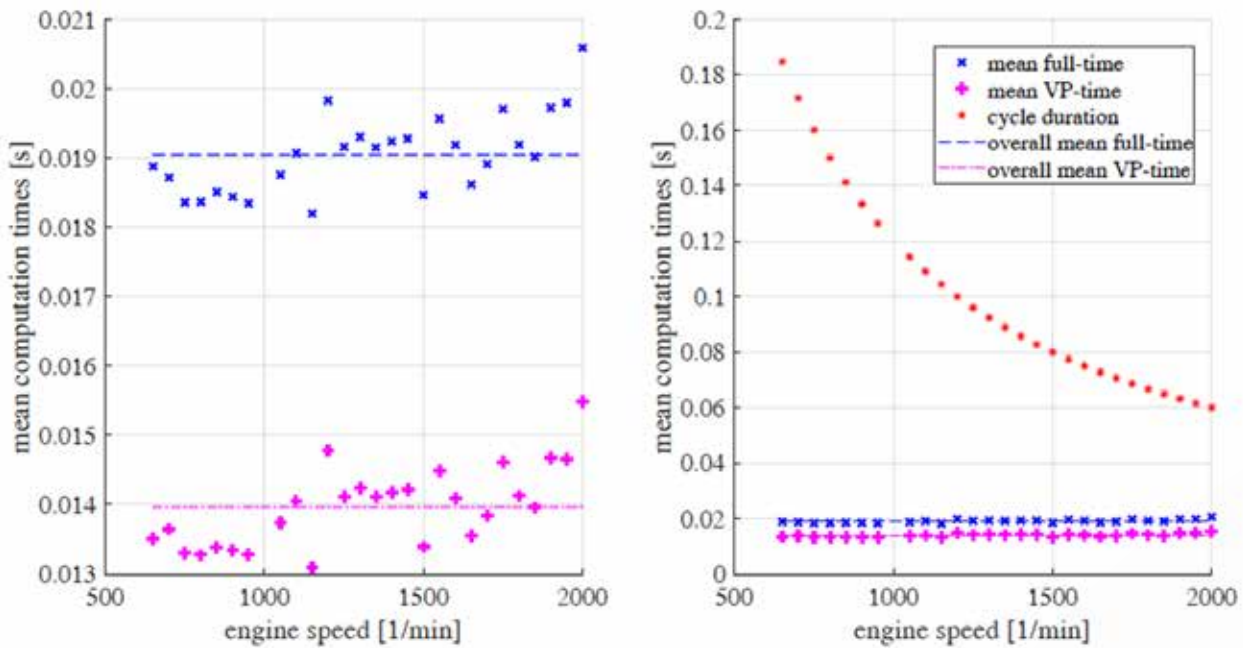 0.021
0.02
0.019
0.018
0.017
0.016
0.015
0.014
0.013
500 1000 1500 2000
mean computation times [s]
engine speed [1/min]
0.2
0.18
0.16
0.14
0.12
0.1
0.08
0.06
0.04
0.02
0
500 1000 1500 2000
mean computation times [s]
engine speed [1/min]
mean full-time
mean VP-time
cycle duration
overall mean full-time
overall mean VP-time